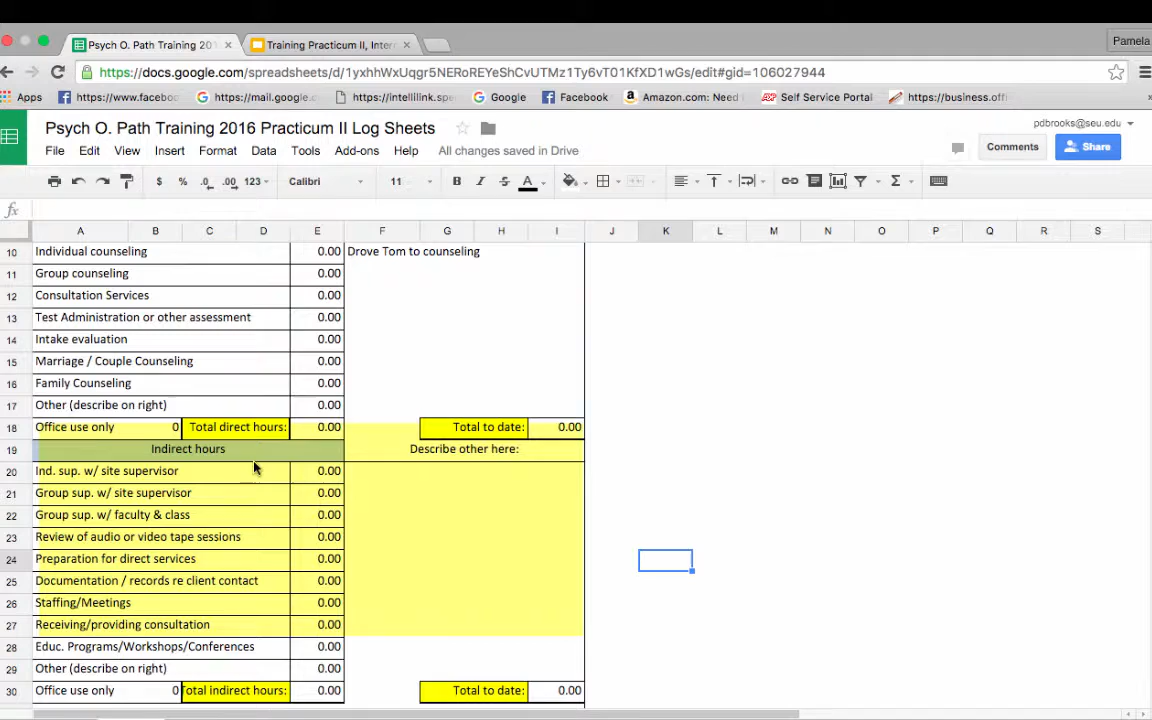 Psych O. Path Training 201
Training Practicum II, Inter
Pamela
https://docs.google.com/spreadsheets/d/1yxhhWxUqgr5NERoREYeShCvUTMz1Ty6vT01KfXD1wGs/edit#gid=106027944
Apps https://www.faceboo https://mail.google.c https://intellilink.spe Google Facebook Amazon.com: Need Self Service Portal https://business.offi
Psych O. Path Training 2016 Practicum II Log Sheets
pdbrooks@seu.edu
File Edit View Insert Format Data Tools Add-ons Help All changes saved in Drive
Comments Share
$ % .0 .00 123 Calibri 11 B I S A Σ
fx
A B C D E F G H I J K L M N O P Q R S
10 Individual counseling 0.00 Drove Tom to counseling
11 Group counseling 0.00
12 Consultation Services 0.00
13 Test Administration or other assessment 0.00
14 Intake evaluation 0.00
15 Marriage / Couple Counseling 0.00
16 Family Counseling 0.00
17 Other (describe on right) 0.00
18 Office use only 0 Total direct hours: 0.00 Total to date: 0.00
19 Indirect hours Describe other here:
20 Ind. sup. w/ site supervisor 0.00
21 Group sup. w/ site supervisor 0.00
22 Group sup. w/ faculty & class 0.00
23 Review of audio or video tape sessions 0.00
24 Preparation for direct services 0.00
25 Documentation / records re client contact 0.00
26 Staffing/Meetings 0.00
27 Receiving/providing consultation 0.00
28 Educ. Programs/Workshops/Conferences 0.00
29 Other (describe on right) 0.00
30 Office use only 0 Total indirect hours: 0.00 Total to date: 0.00